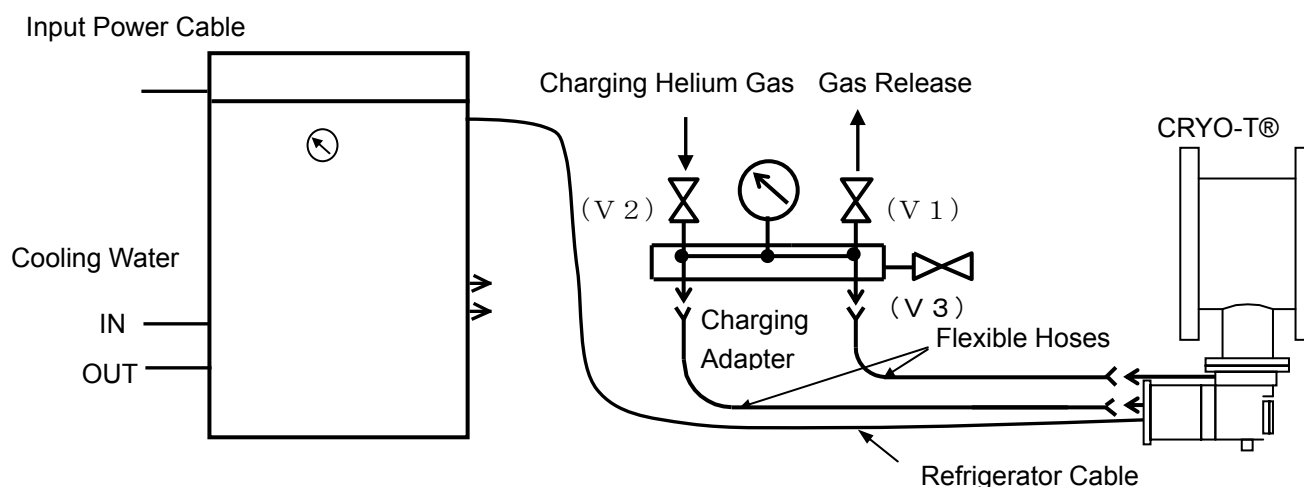 Input Power Cable
Charging Helium Gas
Gas Release
CRYO-T®
（V 2）
（V 1）
Cooling Water
（V 3）
IN
Charging
Adapter
Flexible Hoses
OUT
Refrigerator Cable